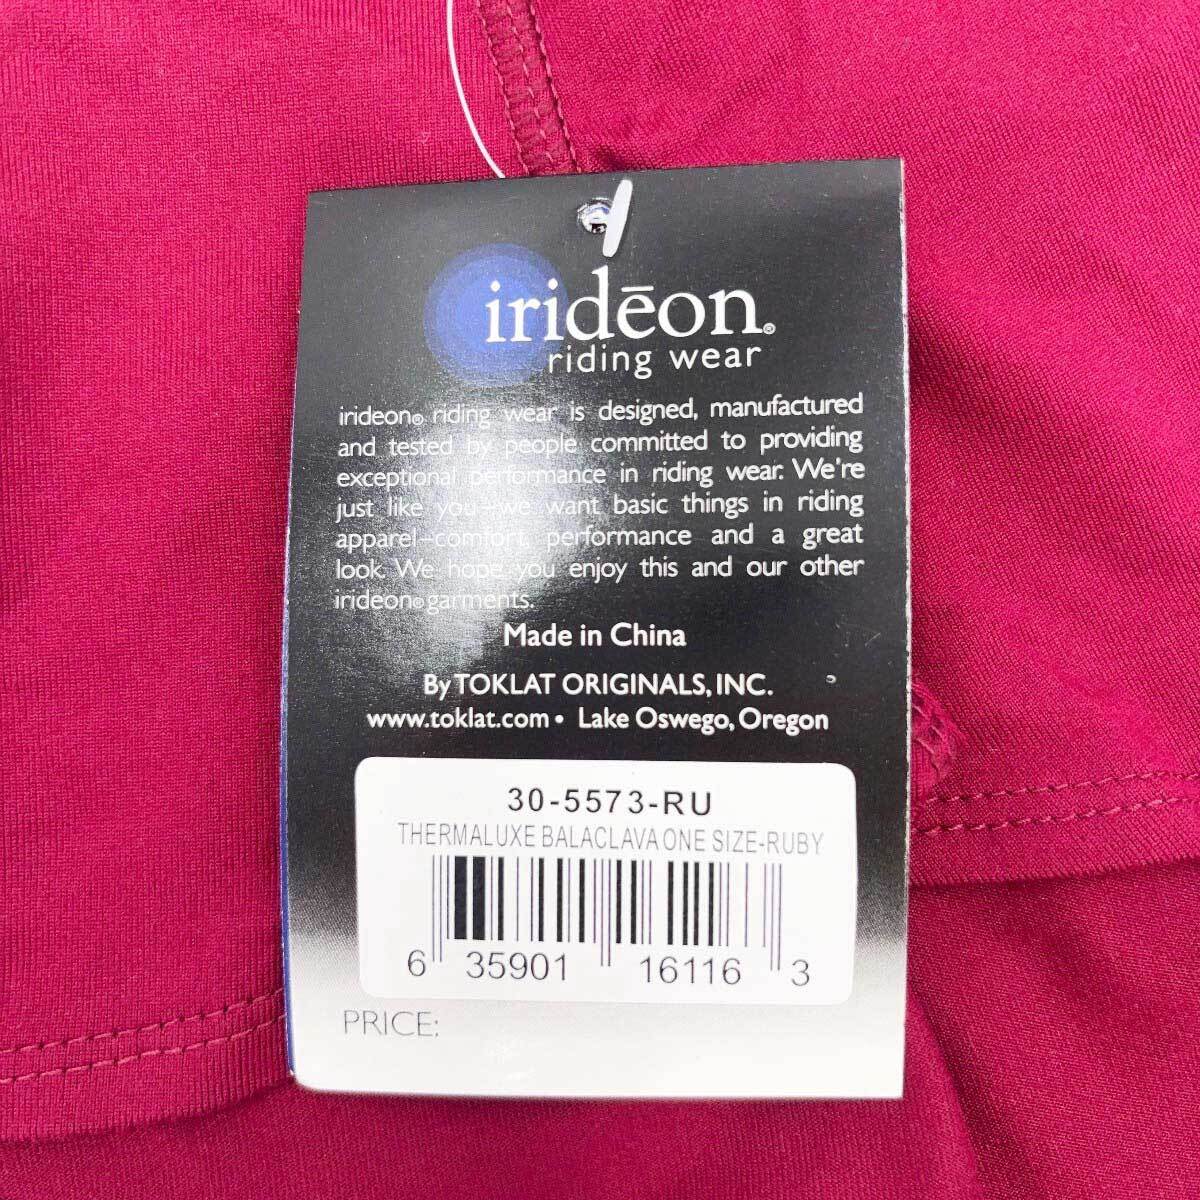 iridēon®
riding wear
irideon® riding wear is designed, manufactured
and tested by people committed to providing
exceptional performance in riding wear. We're
just like you—we want basic things in riding
apparel—comfort, performance and a great
look. We hope you enjoy this and our other
irideon® garments.
Made in China
By TOKLAT ORIGINALS, INC.
www.toklat.com • Lake Oswego, Oregon
30-5573-RU
THERMALUXE BALACLAVA ONE SIZE-RUBY
6 35901 16116 3
PRICE: